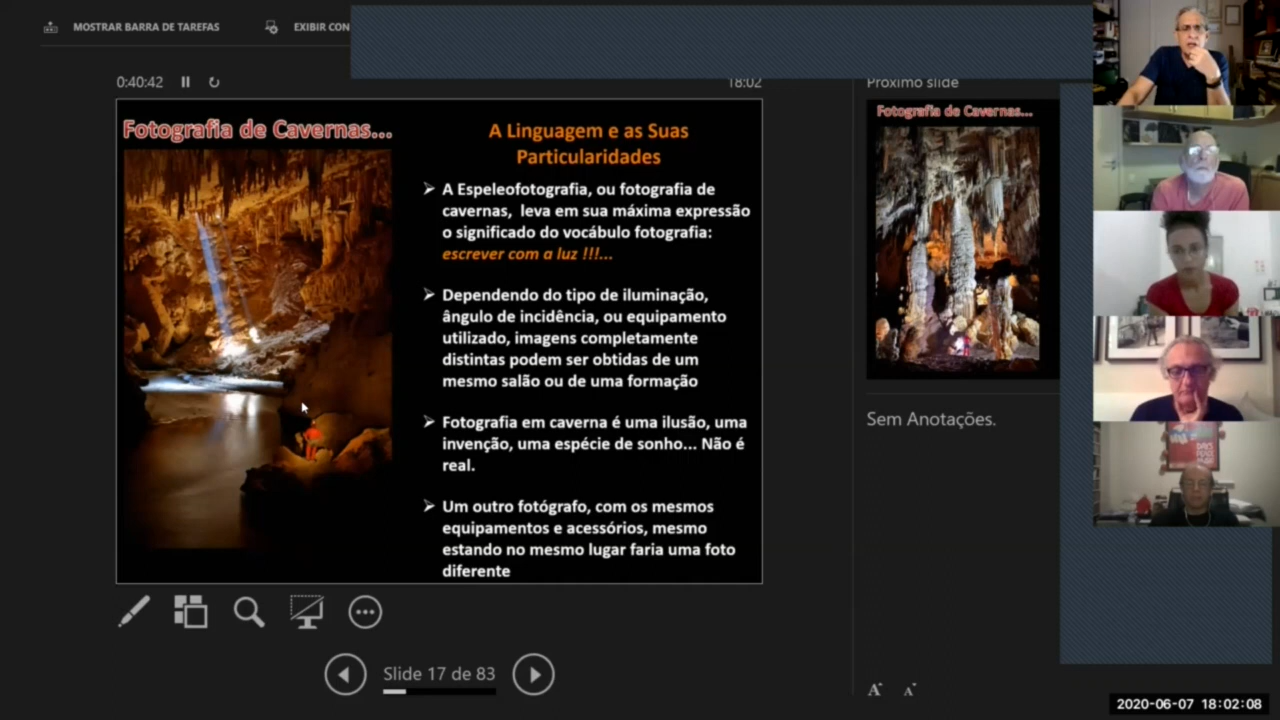 MOSTRAR BARRA DE TAREFAS
EXIBIR CON
0:40:42
18:02
Próximo slide
Fotografia de Cavernas...
A Linguagem e as Suas
Particularidades
➢ A Espeleofotografia, ou fotografia de
cavernas, leva em sua máxima expressão
o significado do vocábulo fotografia:
escrever com a luz !!!...
➢ Dependendo do tipo de iluminação,
ângulo de incidência, ou equipamento
utilizado, imagens completamente
distintas podem ser obtidas de um
mesmo salão ou de uma formação
➢ Fotografia em caverna é uma ilusão, uma
invenção, uma espécie de sonho... Não é
real.
➢ Um outro fotógrafo, com os mesmos
equipamentos e acessórios, mesmo
estando no mesmo lugar faria uma foto
diferente
Fotografia de Cavernas...
Sem Anotações.
Slide 17 de 83
A A
2020-06-07 18:02:08